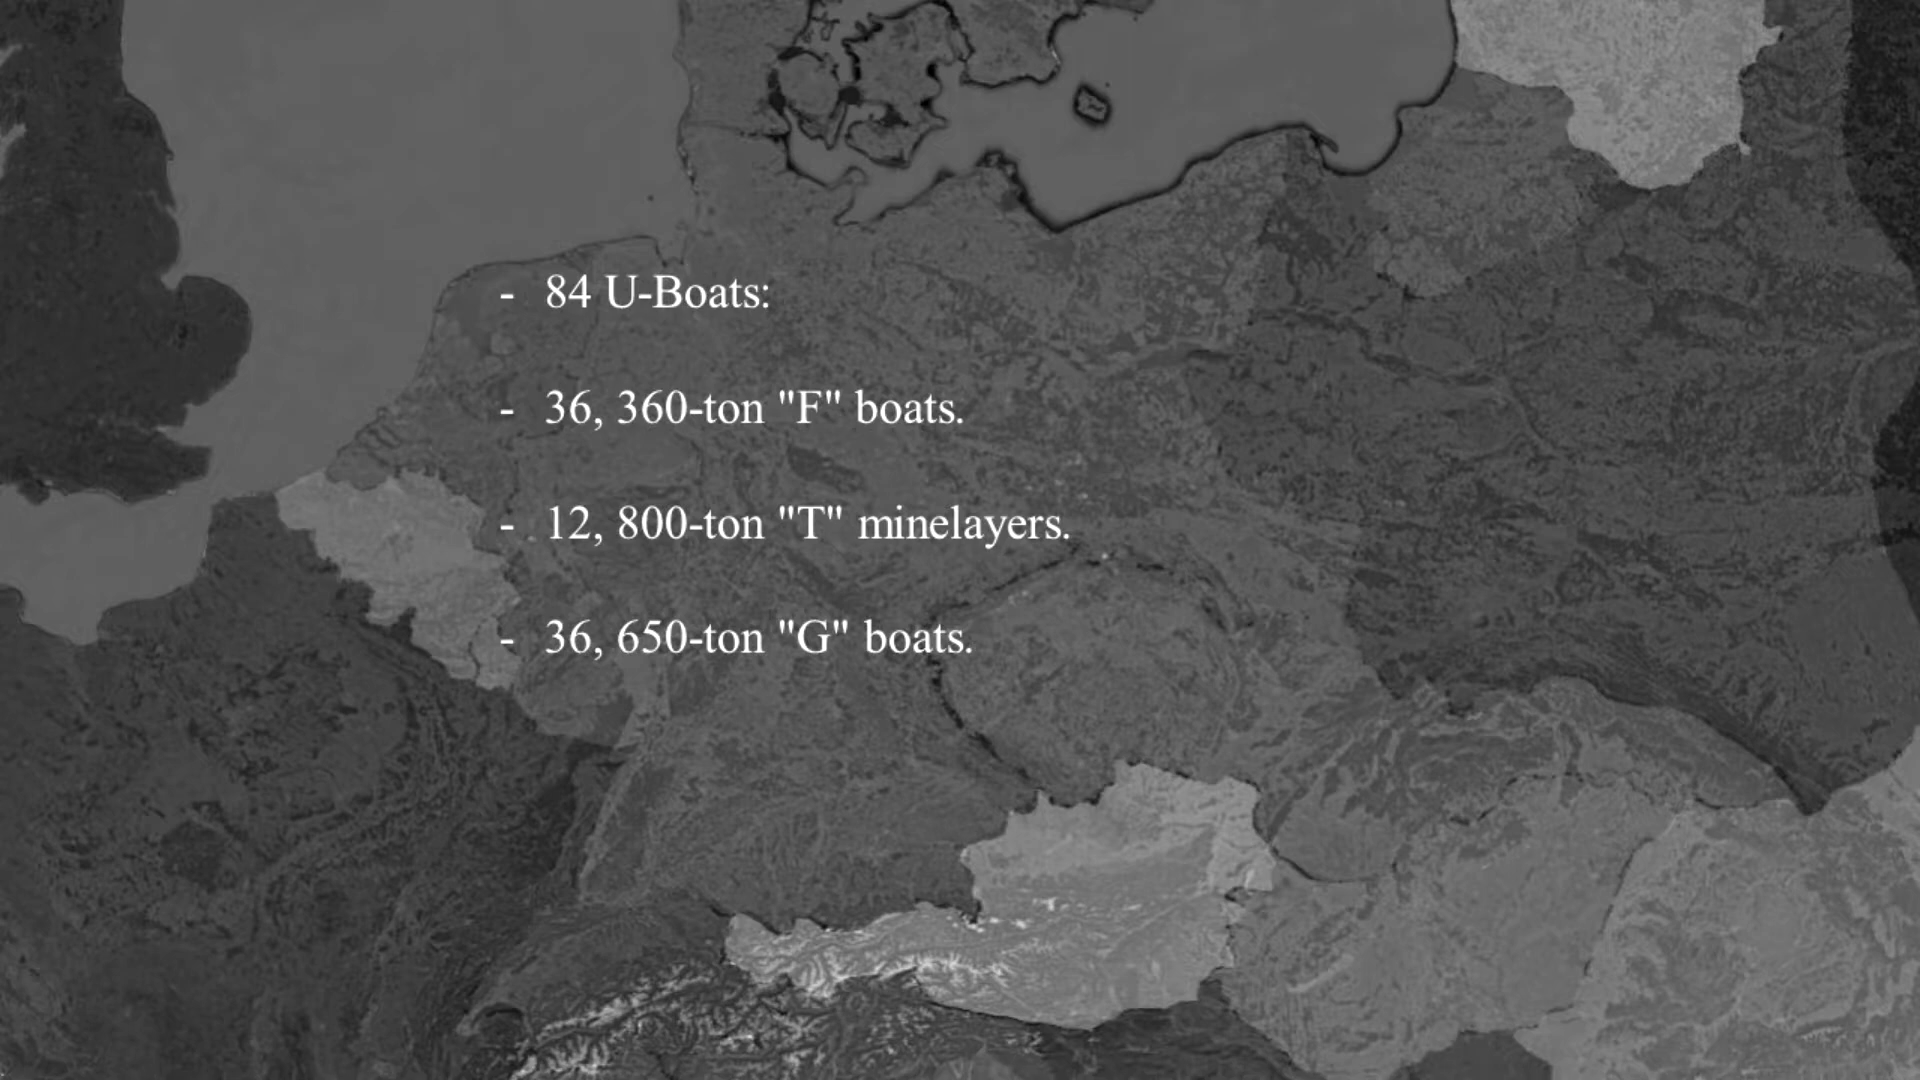 - 84 U-Boats:
- 36, 360-ton "F" boats.
- 12, 800-ton "T" minelayers.
- 36, 650-ton "G" boats.